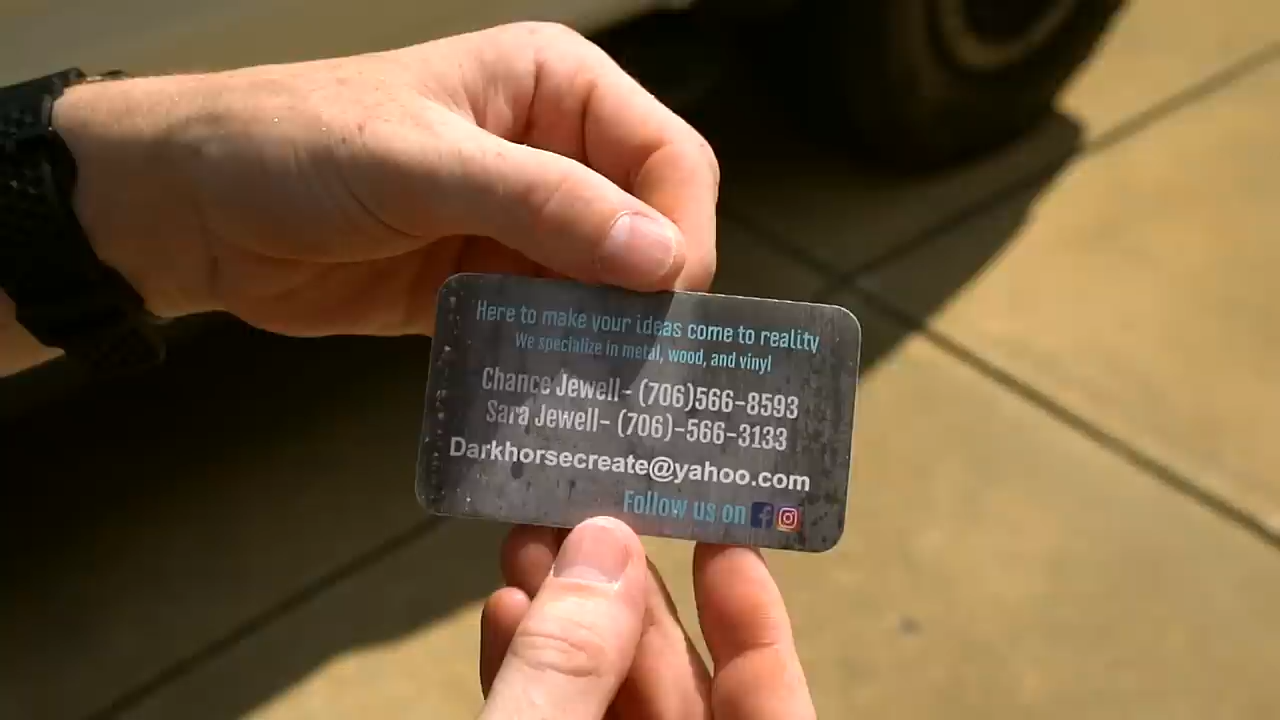 Here to make your ideas come to reality
We specialize in metal, wood, and vinyl
Chance Jewell- (706)566-8593
Sara Jewell- (706)-566-3133
Darkhorsecreate@yahoo.com
Follow us on